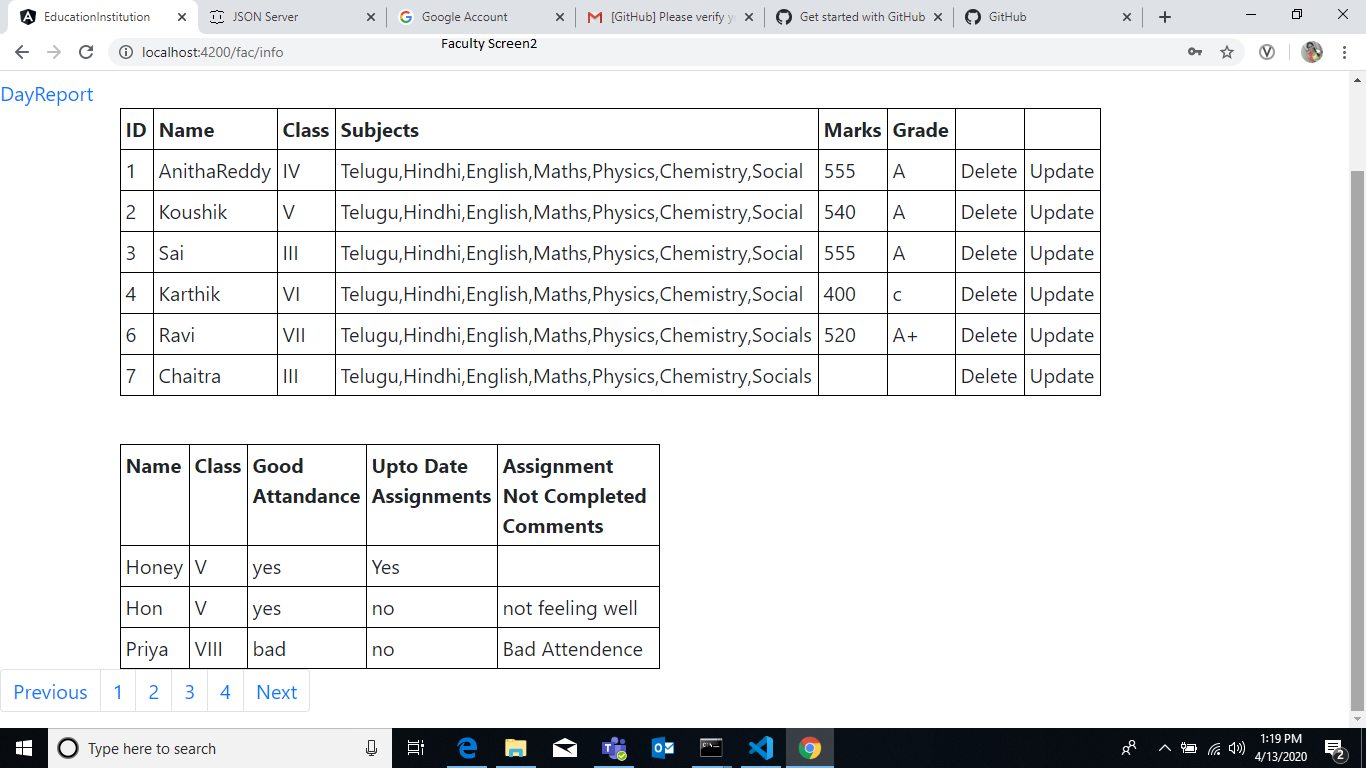 EducationInstitution
JSON Server
Google Account
[GitHub] Please verify y
Get started with GitHub
GitHub
localhost:4200/fac/info
Faculty Screen2
DayReport
ID Name Class Subjects Marks Grade
1 AnithaReddy IV Telugu,Hindhi,English,Maths,Physics,Chemistry,Social 555 A Delete Update
2 Koushik V Telugu,Hindhi,English,Maths,Physics,Chemistry,Social 540 A Delete Update
3 Sai III Telugu,Hindhi,English,Maths,Physics,Chemistry,Social 555 A Delete Update
4 Karthik VI Telugu,Hindhi,English,Maths,Physics,Chemistry,Social 400 c Delete Update
6 Ravi VII Telugu,Hindhi,English,Maths,Physics,Chemistry,Socials 520 A+ Delete Update
7 Chaitra III Telugu,Hindhi,English,Maths,Physics,Chemistry,Socials Delete Update
Name Class Good Upto Date Assignment
Attandance Assignments Not Completed
Comments
Honey V yes Yes
Hon V yes no not feeling well
Priya VIII bad no Bad Attendence
Previous 1 2 3 4 Next
Type here to search
1:19 PM
4/13/2020
2